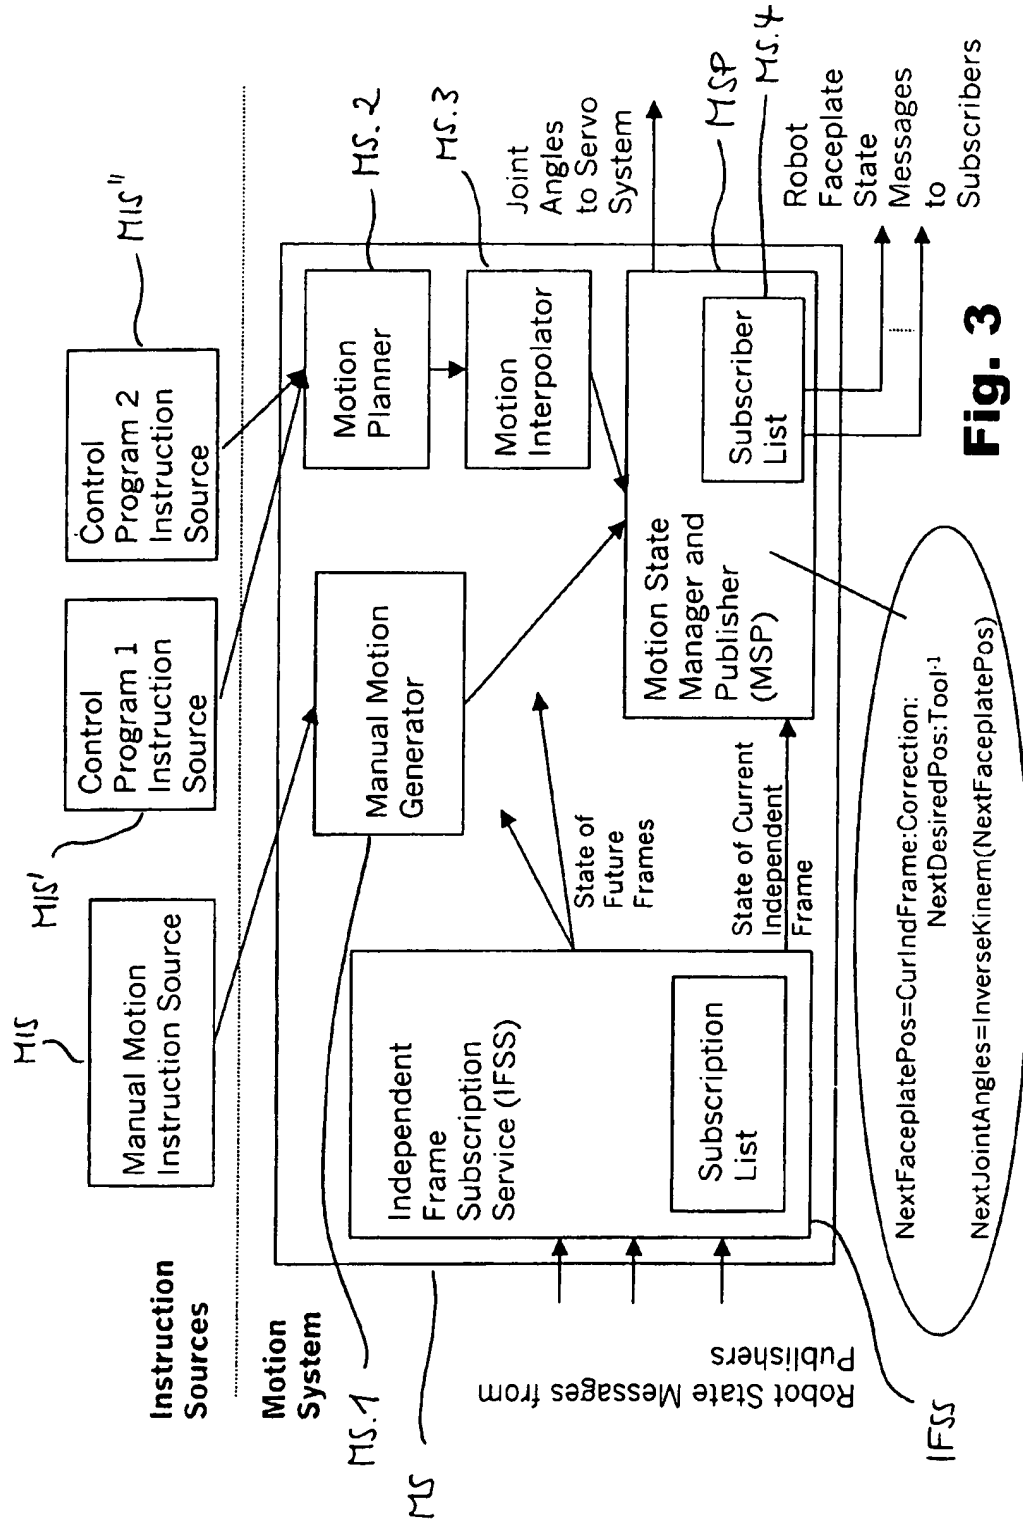 Instruction
Sources
MIS
Manual Motion
Instruction Source
MIS'
Control
Program 1
Instruction
Source
Control
Program 2
Instruction
Source
MIS"
Motion
System
MS.1
MS
Manual Motion
Generator
Motion
Planner
MS.2
Motion
Interpolator
MS.3
Independent
Frame
Subscription
Service (IFSS)
Subscription
List
Robot State Messages from
Publishers
IFSS
State of
Future
Frames
State of Current
Independent
Frame
Motion State
Manager and
Publisher
(MSP)
Subscriber
List
Joint
Angles
to Servo
System
MSP
MS.4
Robot
Faceplate
State
Messages
to
Subscribers
NextFaceplatePos=CurIndFrame:Correction:
NextDesiredPos:Tool-1
NextJointAngles=InverseKinem(NextFaceplatePos)
Fig. 3